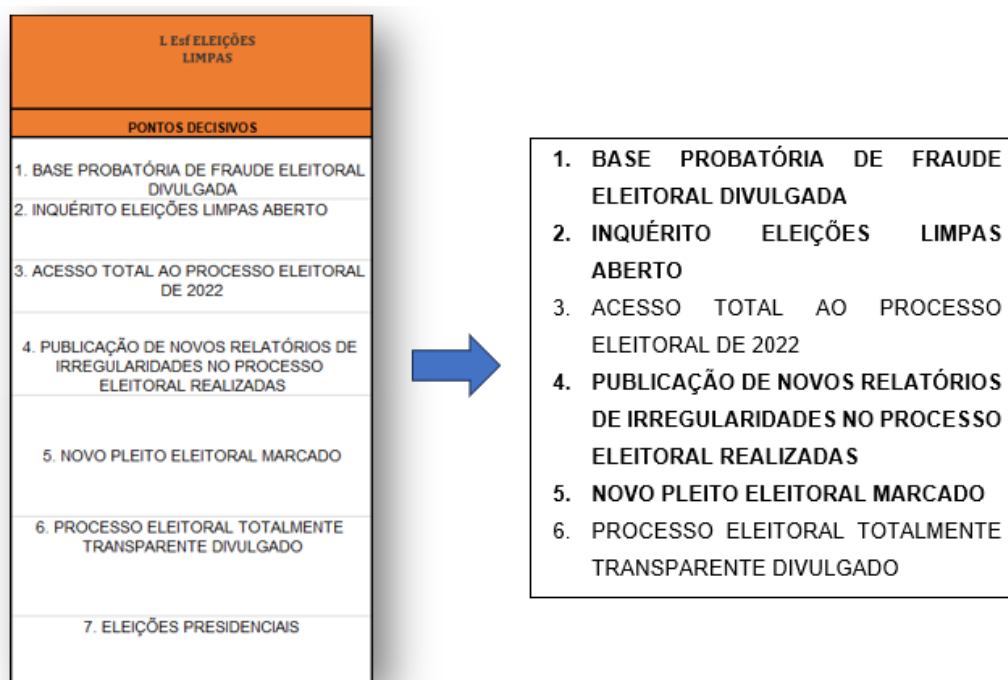 L Esf ELEIÇÕES
LIMPAS
PONTOS DECISIVOS
1. BASE PROBATÓRIA DE FRAUDE ELEITORAL
DIVULGADA
2. INQUÉRITO ELEIÇÕES LIMPAS ABERTO
3. ACESSO TOTAL AO PROCESSO ELEITORAL
DE 2022
4. PUBLICAÇÃO DE NOVOS RELATÓRIOS DE
IRREGULARIDADES NO PROCESSO
ELEITORAL REALIZADAS
5. NOVO PLEITO ELEITORAL MARCADO
6. PROCESSO ELEITORAL TOTALMENTE
TRANSPARENTE DIVULGADO
7. ELEIÇÕES PRESIDENCIAIS
1. BASE PROBATÓRIA DE FRAUDE
ELEITORAL DIVULGADA
2. INQUÉRITO ELEIÇÕES LIMPAS
ABERTO
3. ACESSO TOTAL AO PROCESSO
ELEITORAL DE 2022
4. PUBLICAÇÃO DE NOVOS RELATÓRIOS
DE IRREGULARIDADES NO PROCESSO
ELEITORAL REALIZADAS
5. NOVO PLEITO ELEITORAL MARCADO
6. PROCESSO ELEITORAL TOTALMENTE
TRANSPARENTE DIVULGADO